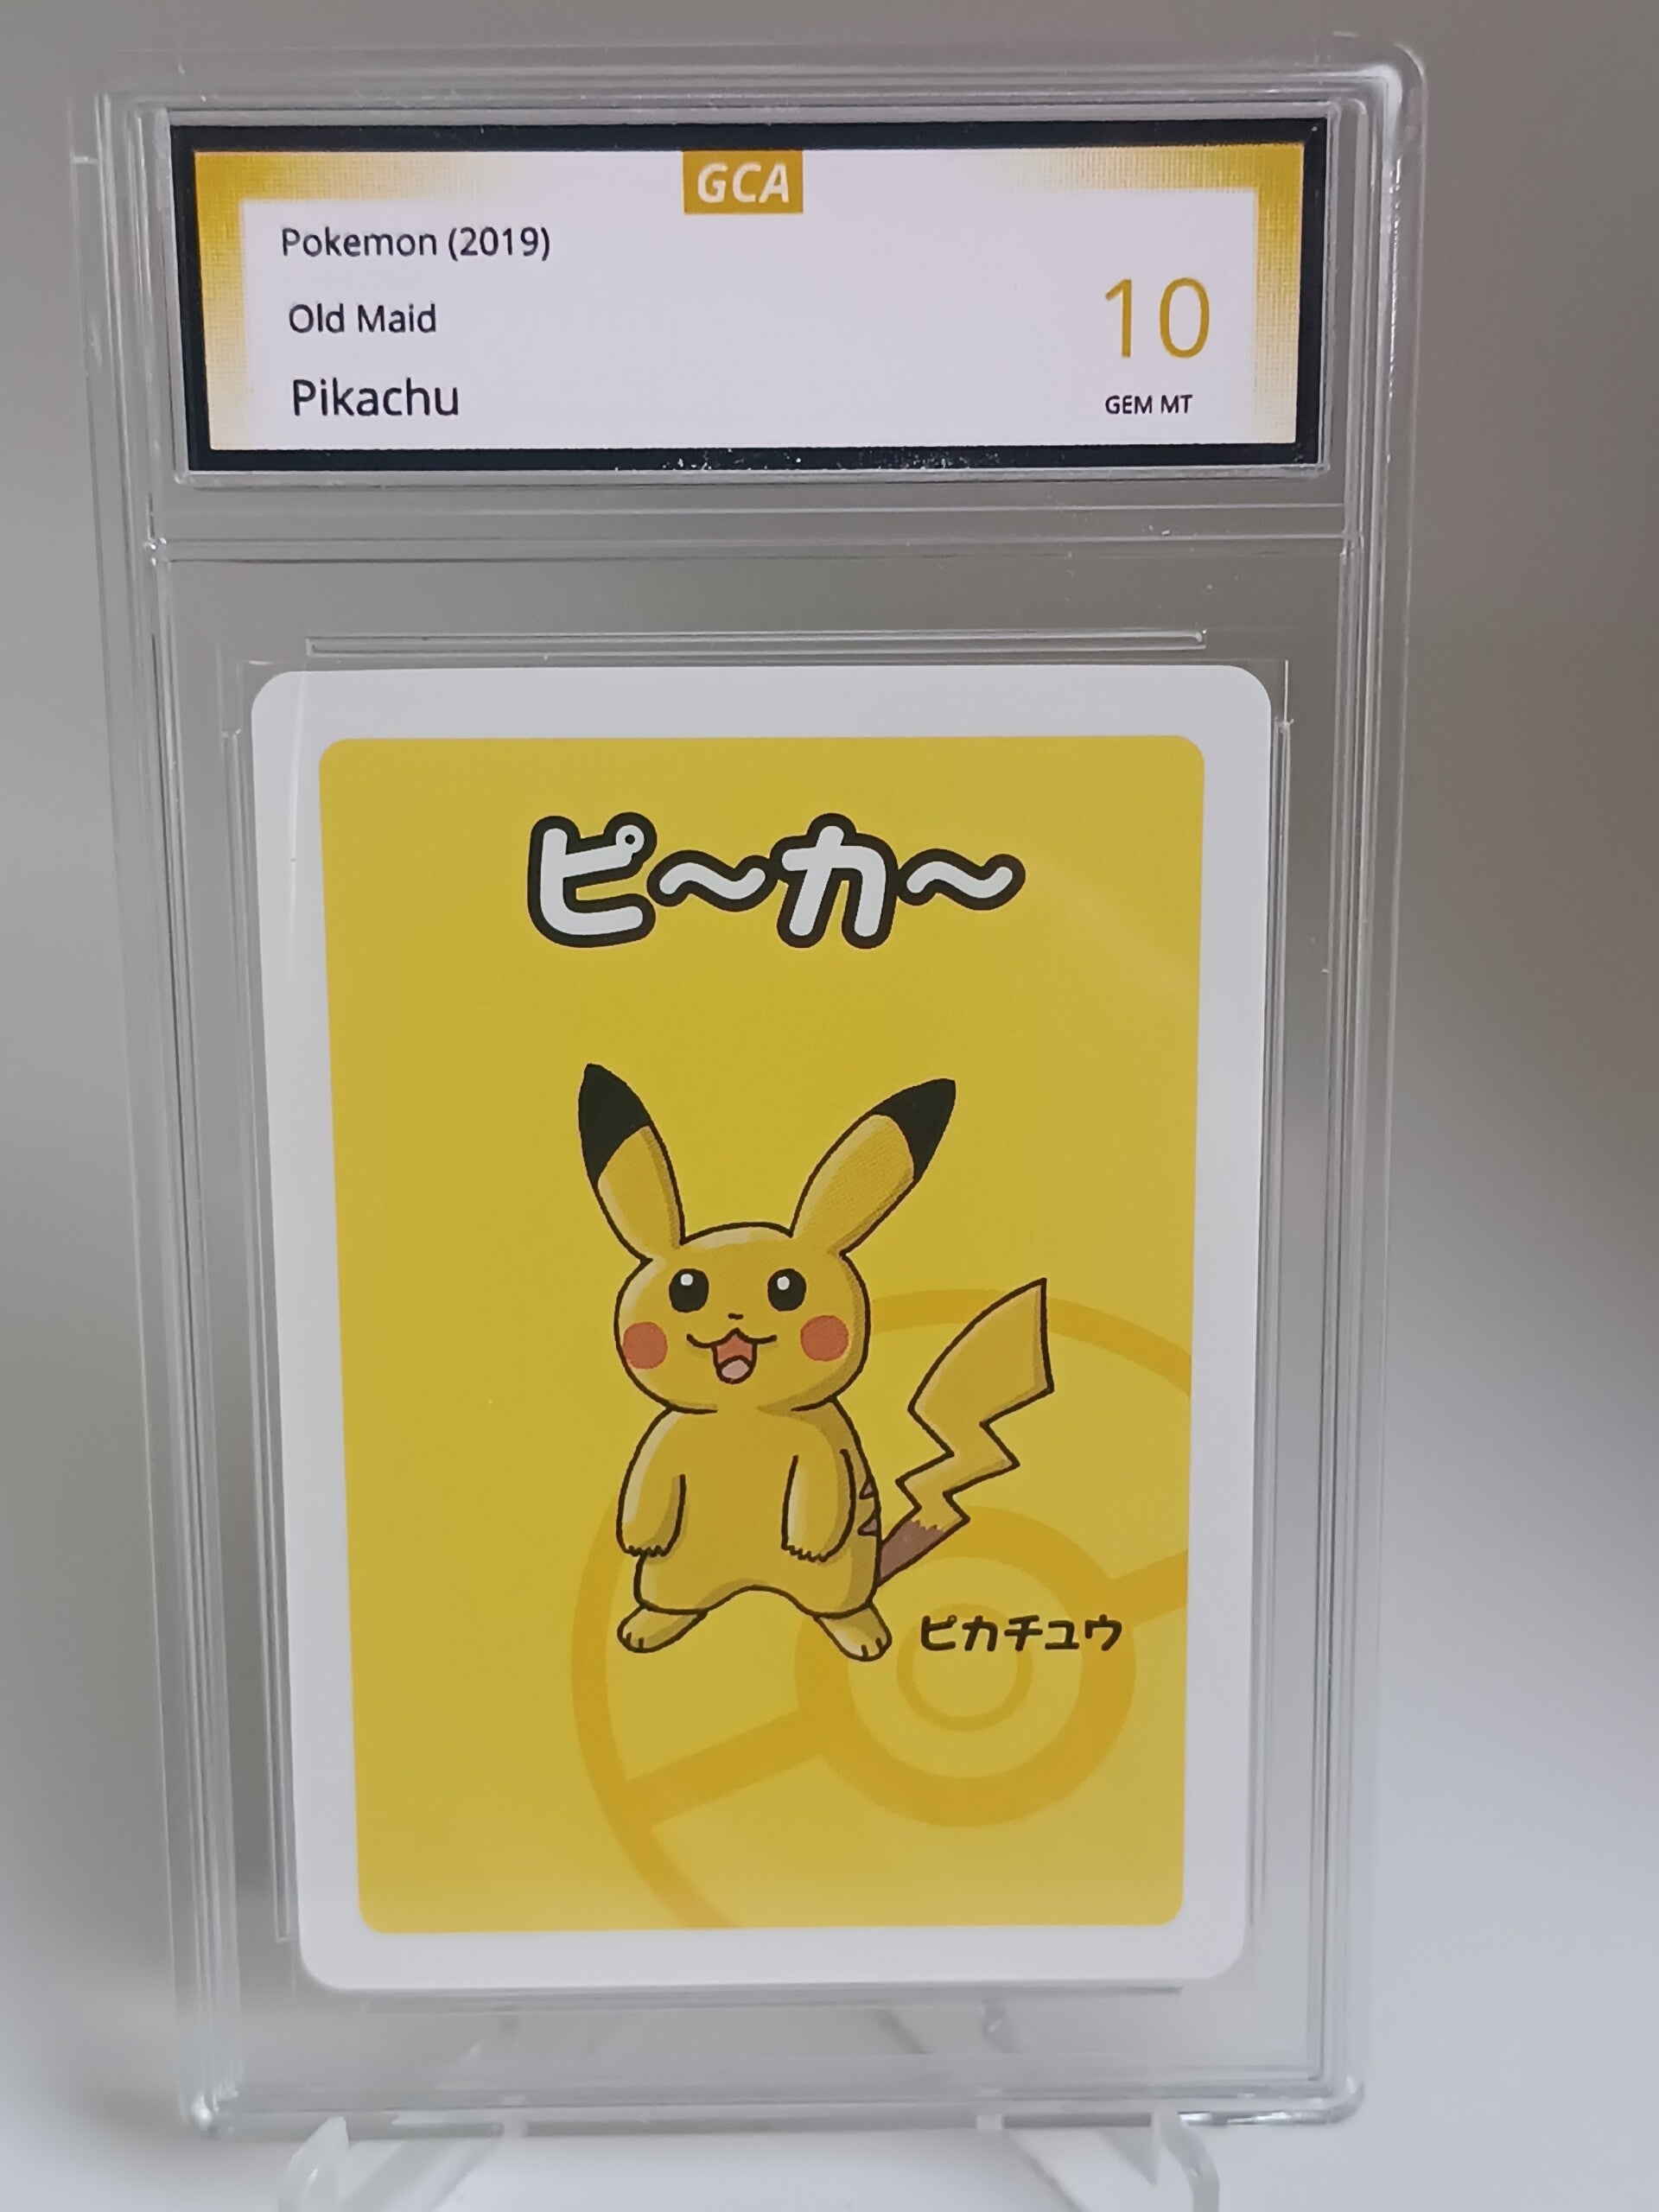 GCA
Pokemon (2019)
Old Maid
Pikachu
10
GEM MT
ピ～カ～
ピカチュウ